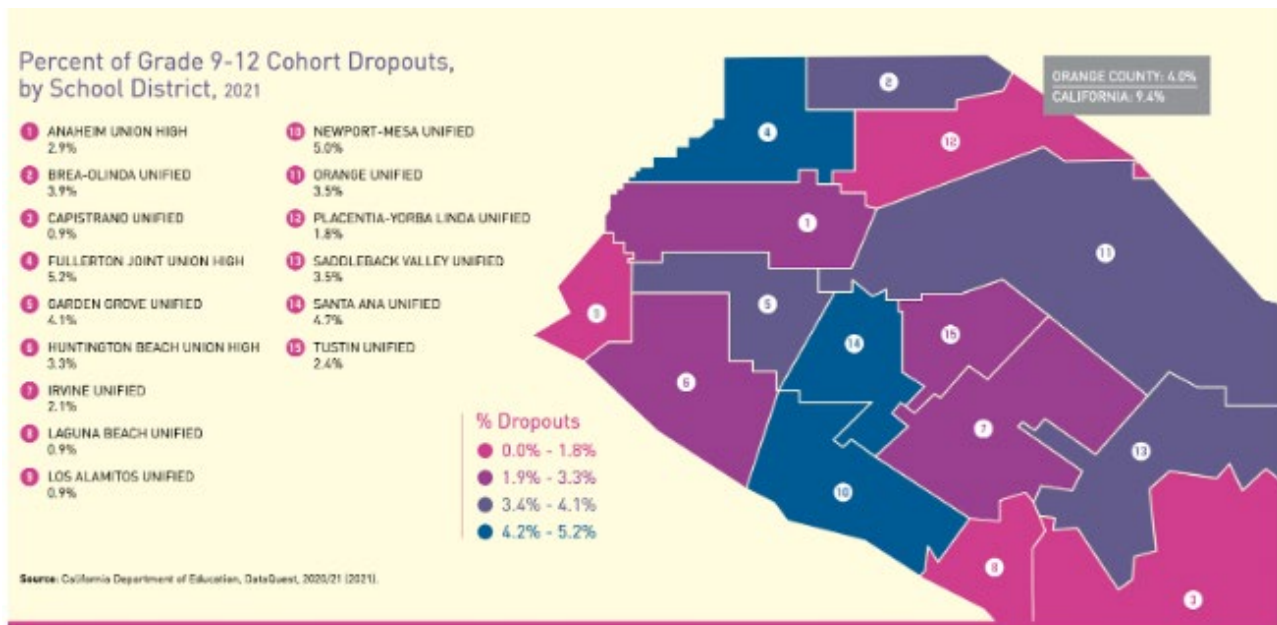 Percent of Grade 9-12 Cohort Dropouts,
by School District, 2021
1 ANAHEIM UNION HIGH
2.9%
2 BREA-OLINDA UNIFIED
3.9%
3 CAPISTRANO UNIFIED
0.9%
4 FULLERTON JOINT UNION HIGH
5.2%
5 GARDEN GROVE UNIFIED
4.1%
6 HUNTINGTON BEACH UNION HIGH
3.3%
7 IRVINE UNIFIED
2.1%
8 LAGUNA BEACH UNIFIED
0.9%
9 LOS ALAMITOS UNIFIED
0.9%
10 NEWPORT-MESA UNIFIED
5.0%
11 ORANGE UNIFIED
3.5%
12 PLACENTIA-YORBA LINDA UNIFIED
1.8%
13 SADDLEBACK VALLEY UNIFIED
3.5%
14 SANTA ANA UNIFIED
4.7%
15 TUSTIN UNIFIED
2.4%
% Dropouts
0.0% - 1.8%
1.9% - 3.3%
3.4% - 4.1%
4.2% - 5.2%
ORANGE COUNTY: 4.0%
CALIFORNIA: 9.4%
2
4
12
1
11
9
5
15
14
6
7
13
10
8
3
Source: California Department of Education, DataQuest, 2020/21 (2021).